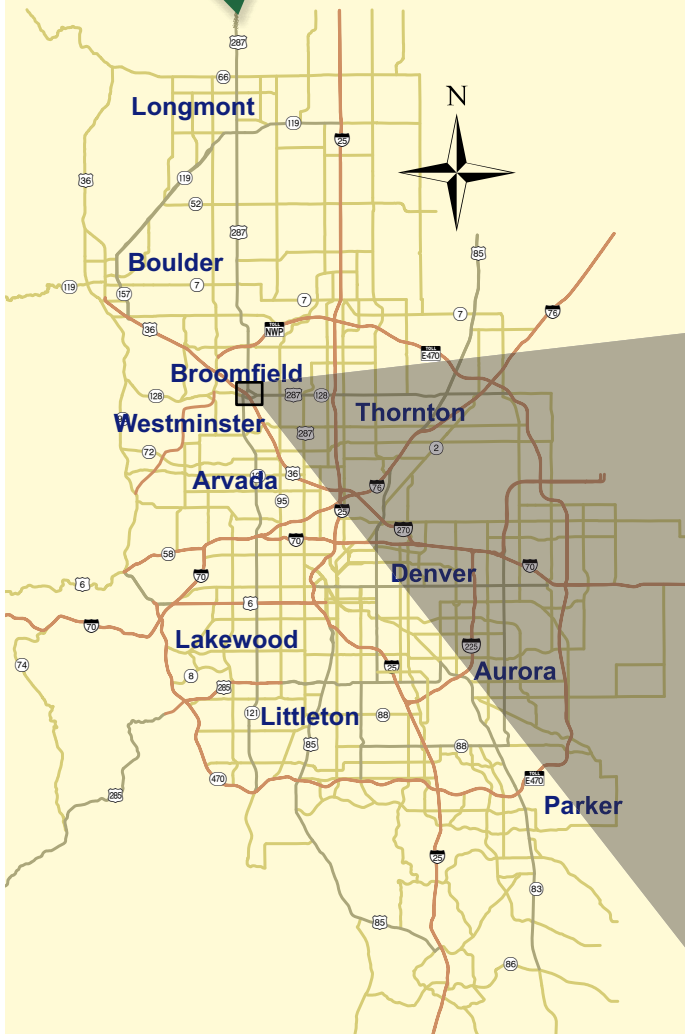 287
66
Longmont
N
119
25
36
119
52
287
85
Boulder
119
7
157
7
7
76
36
TOLL
NWP
TOLL
E470
Broomfield
128
287
128
Thornton
Westminster
287
72
2
Arvada
36
76
95
25
270
70
58
70
70
Denver
6
6
70
Lakewood
74
225
25
8
Aurora
285
121
Littleton
88
85
88
470
TOLL
E470
285
Parker
25
83
85
86